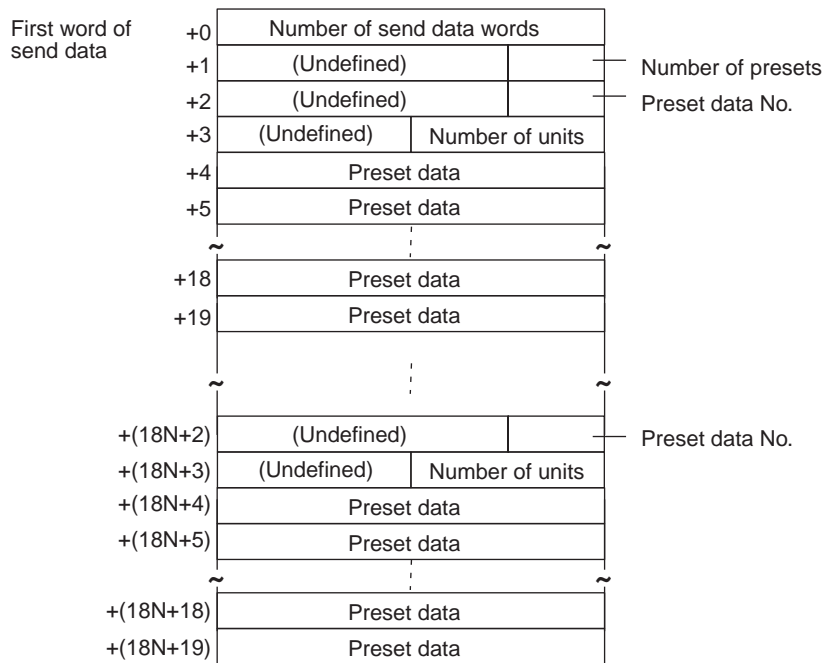 First word of
send data
+0 Number of send data words
+1 (Undefined) Number of presets
+2 (Undefined) Preset data No.
+3 (Undefined) Number of units
+4 Preset data
+5 Preset data
~ ~
+18 Preset data
+19 Preset data
~ ~
+(18N+2) (Undefined) Preset data No.
+(18N+3) (Undefined) Number of units
+(18N+4) Preset data
+(18N+5) Preset data
~ ~
+(18N+18) Preset data
+(18N+19) Preset data